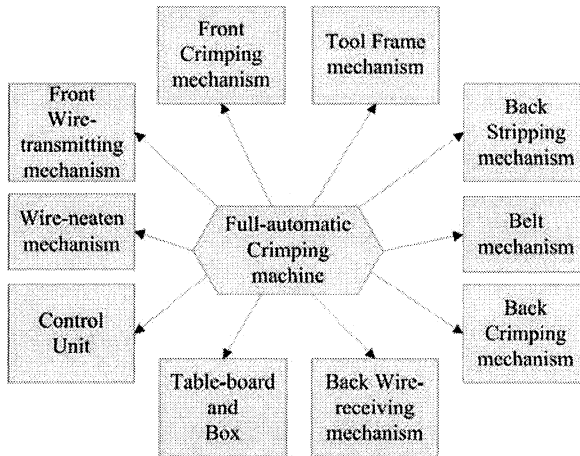 Front
Crimping
mechanism
Tool Frame
mechanism
Front
Wire-
transmitting
mechanism
Back
Stripping
mechanism
Wire-neaten
mechanism
Full-automatic
Crimping
machine
Belt
mechanism
Control
Unit
Back
Crimping
mechanism
Table-board
and
Box
Back Wire-
receiving
mechanism